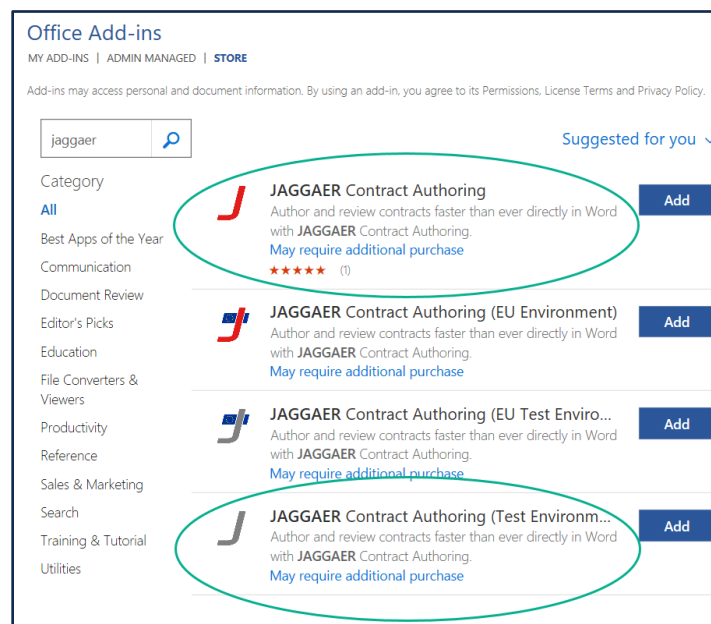 Office Add-ins
MY ADD-INS | ADMIN MANAGED | STORE
Add-ins may access personal and document information. By using an add-in, you agree to its Permissions, License Terms and Privacy Policy.
jaggaer
Suggested for you
Category
All
Best Apps of the Year
Communication
Document Review
Editor's Picks
Education
File Converters &
Viewers
Productivity
Reference
Sales & Marketing
Search
Training & Tutorial
Utilities
JAGGAER Contract Authoring
Author and review contracts faster than ever directly in Word
with JAGGAER Contract Authoring.
May require additional purchase
(1)
Add
JAGGAER Contract Authoring (EU Environment)
Author and review contracts faster than ever directly in Word
with JAGGAER Contract Authoring.
May require additional purchase
Add
JAGGAER Contract Authoring (EU Test Enviro...
Author and review contracts faster than ever directly in Word
with JAGGAER Contract Authoring.
May require additional purchase
Add
JAGGAER Contract Authoring (Test Environm...
Author and review contracts faster than ever directly in Word
with JAGGAER Contract Authoring.
May require additional purchase
Add